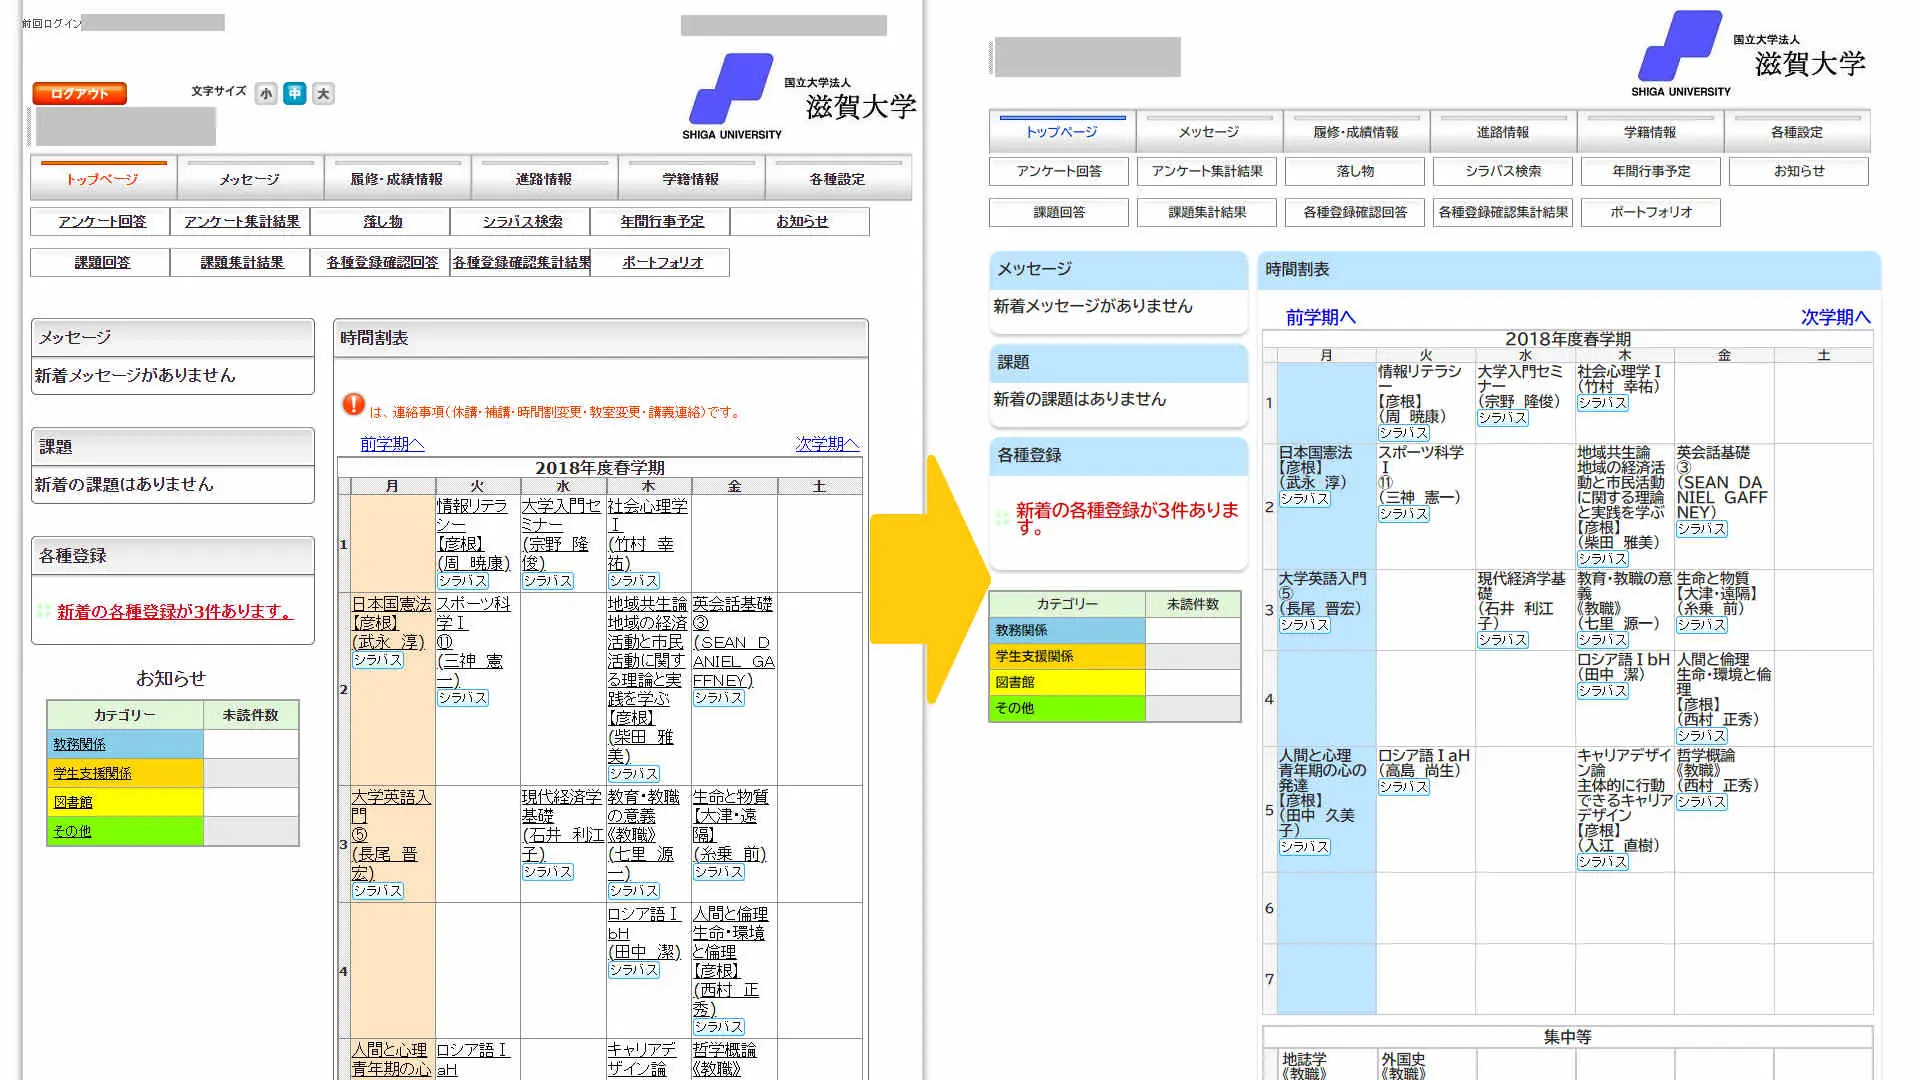 前回ログイン
ログアウト
文字サイズ 小 中 大
国立大学法人
滋賀大学
SHIGA UNIVERSITY
トップページ メッセージ 履修・成績情報 進路情報 学籍情報 各種設定
アンケート回答 アンケート集計結果 落し物 シラバス検索 年間行事予定 お知らせ
課題回答 課題集計結果 各種登録確認回答 各種登録確認集計結果 ポートフォリオ
メッセージ
新着メッセージがありません
課題
新着の課題はありません
各種登録
新着の各種登録が3件あります。
お知らせ
カテゴリー 未読件数
教務関係
学生支援関係
図書館
その他
時間割表
は、連絡事項(休講・補講・時間割変更・教室変更・講義連絡)です。
前学期へ 次学期へ
2018年度春学期
月 火 水 木 金 土
1
情報リテラ
シー
【彦根】
(周 暁康)
シラバス
大学入門セ
ミナー
(宗野 隆
俊)
シラバス
社会心理学
Ⅰ
(竹村 幸
祐)
シラバス
2
日本国憲法
【彦根】
(武永 淳)
シラバス
スポーツ科
学Ⅰ
⑪
(三神 憲
一)
シラバス
地域共生論
地域の経済
活動と市民
活動に関す
る理論と実
践を学ぶ
【彦根】
(柴田 雅
美)
シラバス
英会話基礎
③
(SEAN D
ANIEL GA
FFNEY)
シラバス
3
大学英語入
門
⑤
(長尾 晋
宏)
シラバス
現代経済学
基礎
(石井 利江
子)
シラバス
教育・教職
の意義
《教職》
(七里 源
一)
シラバス
生命と物質
【大津・遠
隔】
(糸乗 前)
シラバス
4
ロシア語Ⅰ
bH
(田中 潔)
シラバス
人間と倫理
生命・環境
と倫理
【彦根】
(西村 正
秀)
シラバス
人間と心理
青年期の心
ロシア語Ⅰ
aH
キャリアデ
ザイン論
哲学概論
《教職》
国立大学法人
滋賀大学
SHIGA UNIVERSITY
トップページ メッセージ 履修・成績情報 進路情報 学籍情報 各種設定
アンケート回答 アンケート集計結果 落し物 シラバス検索 年間行事予定 お知らせ
課題回答 課題集計結果 各種登録確認回答 各種登録確認集計結果 ポートフォリオ
メッセージ
新着メッセージがありません
課題
新着の課題はありません
各種登録
新着の各種登録が3件ありま
す。
カテゴリー 未読件数
教務関係
学生支援関係
図書館
その他
時間割表
前学期へ 次学期へ
2018年度春学期
月 火 水 木 金 土
1
情報リテラシ
ー
【彦根】
(周 暁康)
シラバス
大学入門セミ
ナー
(宗野 隆俊)
シラバス
社会心理学Ⅰ
(竹村 幸祐)
シラバス
2
日本国憲法
【彦根】
(武永 淳)
シラバス
スポーツ科学
Ⅰ
⑪
(三神 憲一)
シラバス
地域共生論
地域の経済活
動と市民活動
に関する理論
と実践を学ぶ
【彦根】
(柴田 雅美)
シラバス
英会話基礎
③
(SEAN DA
NIEL GAFF
NEY)
シラバス
3
大学英語入門
⑤
(長尾 晋宏)
シラバス
現代経済学基
礎
(石井 利江
子)
シラバス
教育・教職の意
義
《教職》
(七里 源一)
シラバス
生命と物質
【大津・遠隔】
(糸乗 前)
シラバス
4
ロシア語ⅠbH
(田中 潔)
シラバス
人間と倫理
生命・環境と倫
理
【彦根】
(西村 正秀)
シラバス
5
人間と心理
青年期の心の
発達
【彦根】
(田中 久美
子)
シラバス
ロシア語ⅠaH
(高島 尚生)
シラバス
キャリアデザイ
ン論
主体的に行動
できるキャリア
デザイン
【彦根】
(入江 直樹)
シラバス
哲学概論
《教職》
(西村 正秀)
シラバス
6
7
集中等
地誌学
《教職》
外国史
《教職》